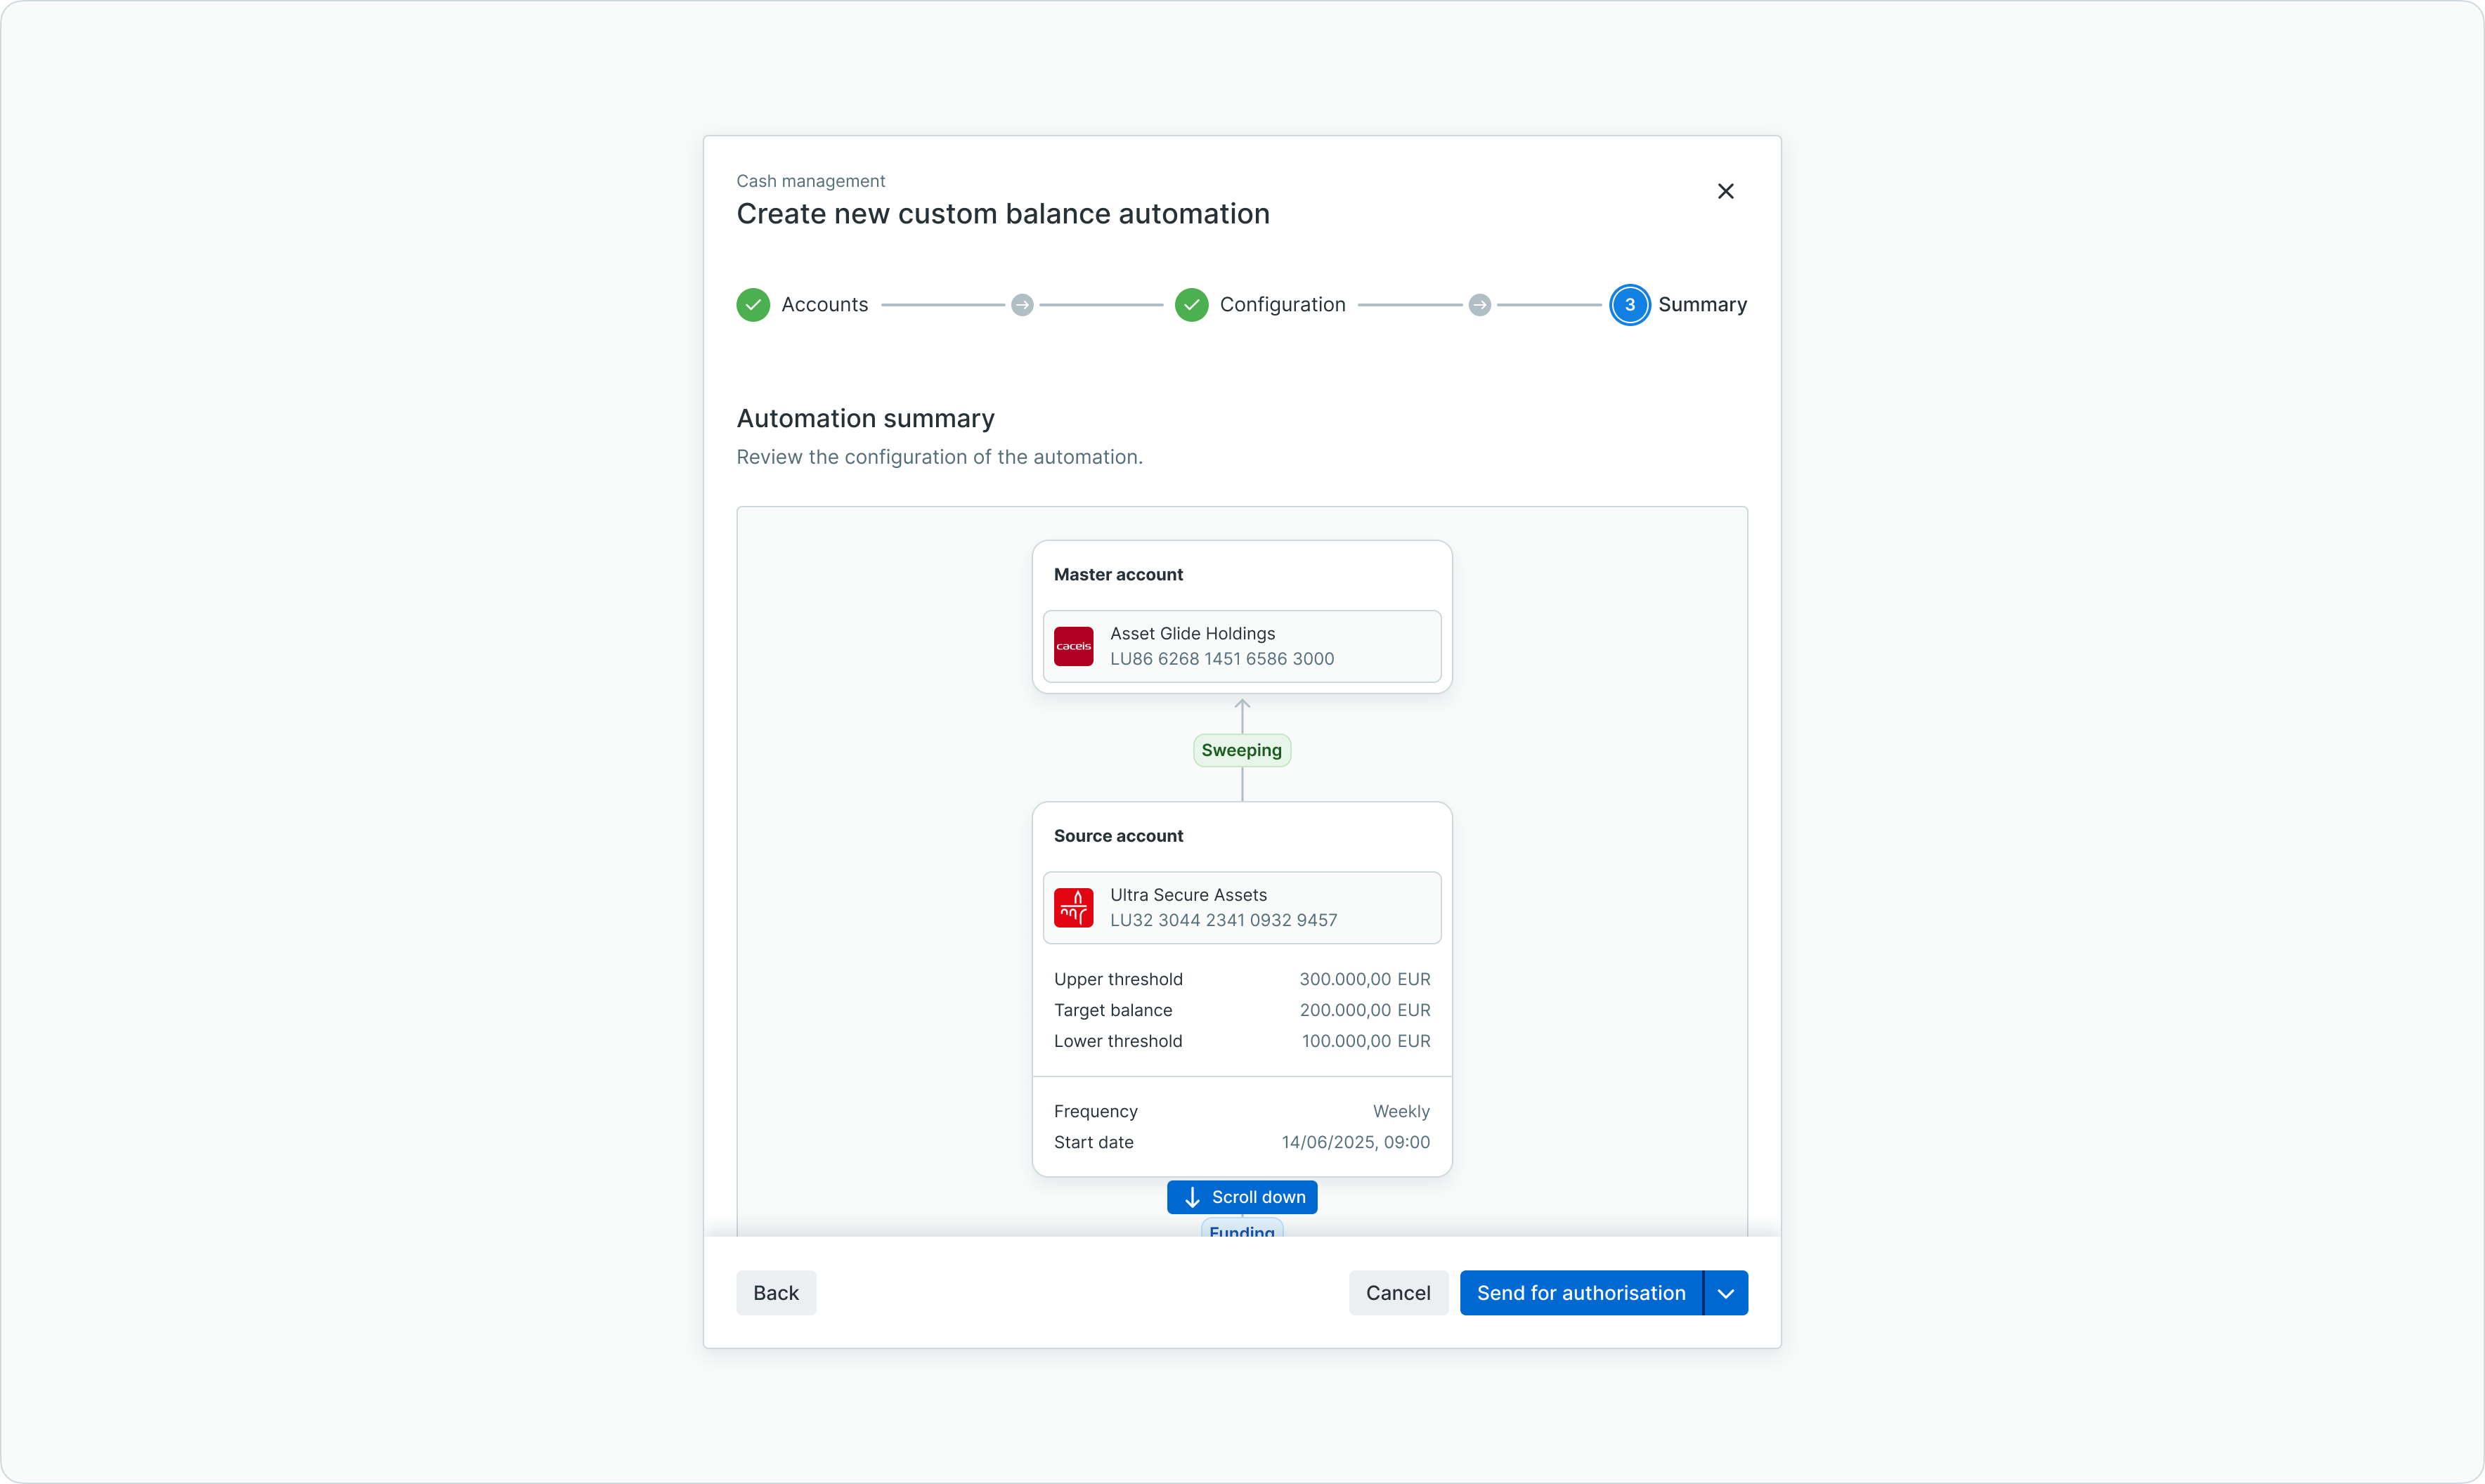 Cash management
Create new custom balance automation
Accounts
Configuration
3 Summary
Automation summary
Review the configuration of the automation.
Master account
caceis
Asset Glide Holdings
LU86 6268 1451 6586 3000
Sweeping
Source account
Ultra Secure Assets
LU32 3044 2341 0932 9457
Upper threshold 300.000,00 EUR
Target balance 200.000,00 EUR
Lower threshold 100.000,00 EUR
Frequency Weekly
Start date 14/06/2025, 09:00
Scroll down
Funding
Back Cancel Send for authorisation